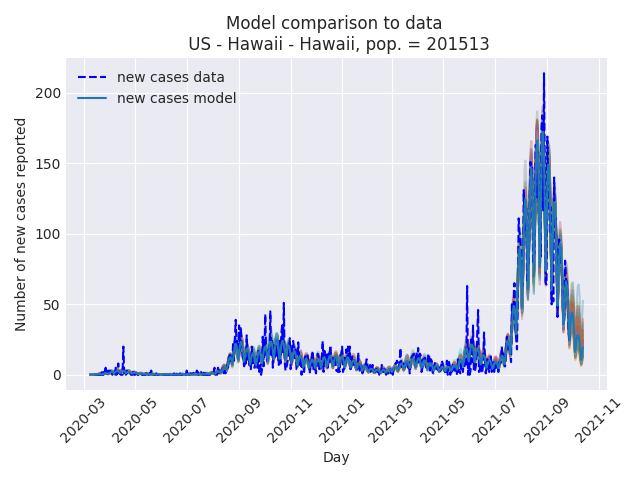 Model comparison to data
US - Hawaii - Hawaii, pop. = 201513
new cases data
new cases model
Number of new cases reported
200
150
100
50
0
2020-03
2020-05
2020-07
2020-09
2020-11
2021-01
2021-03
2021-05
2021-07
2021-09
2021-11
Day